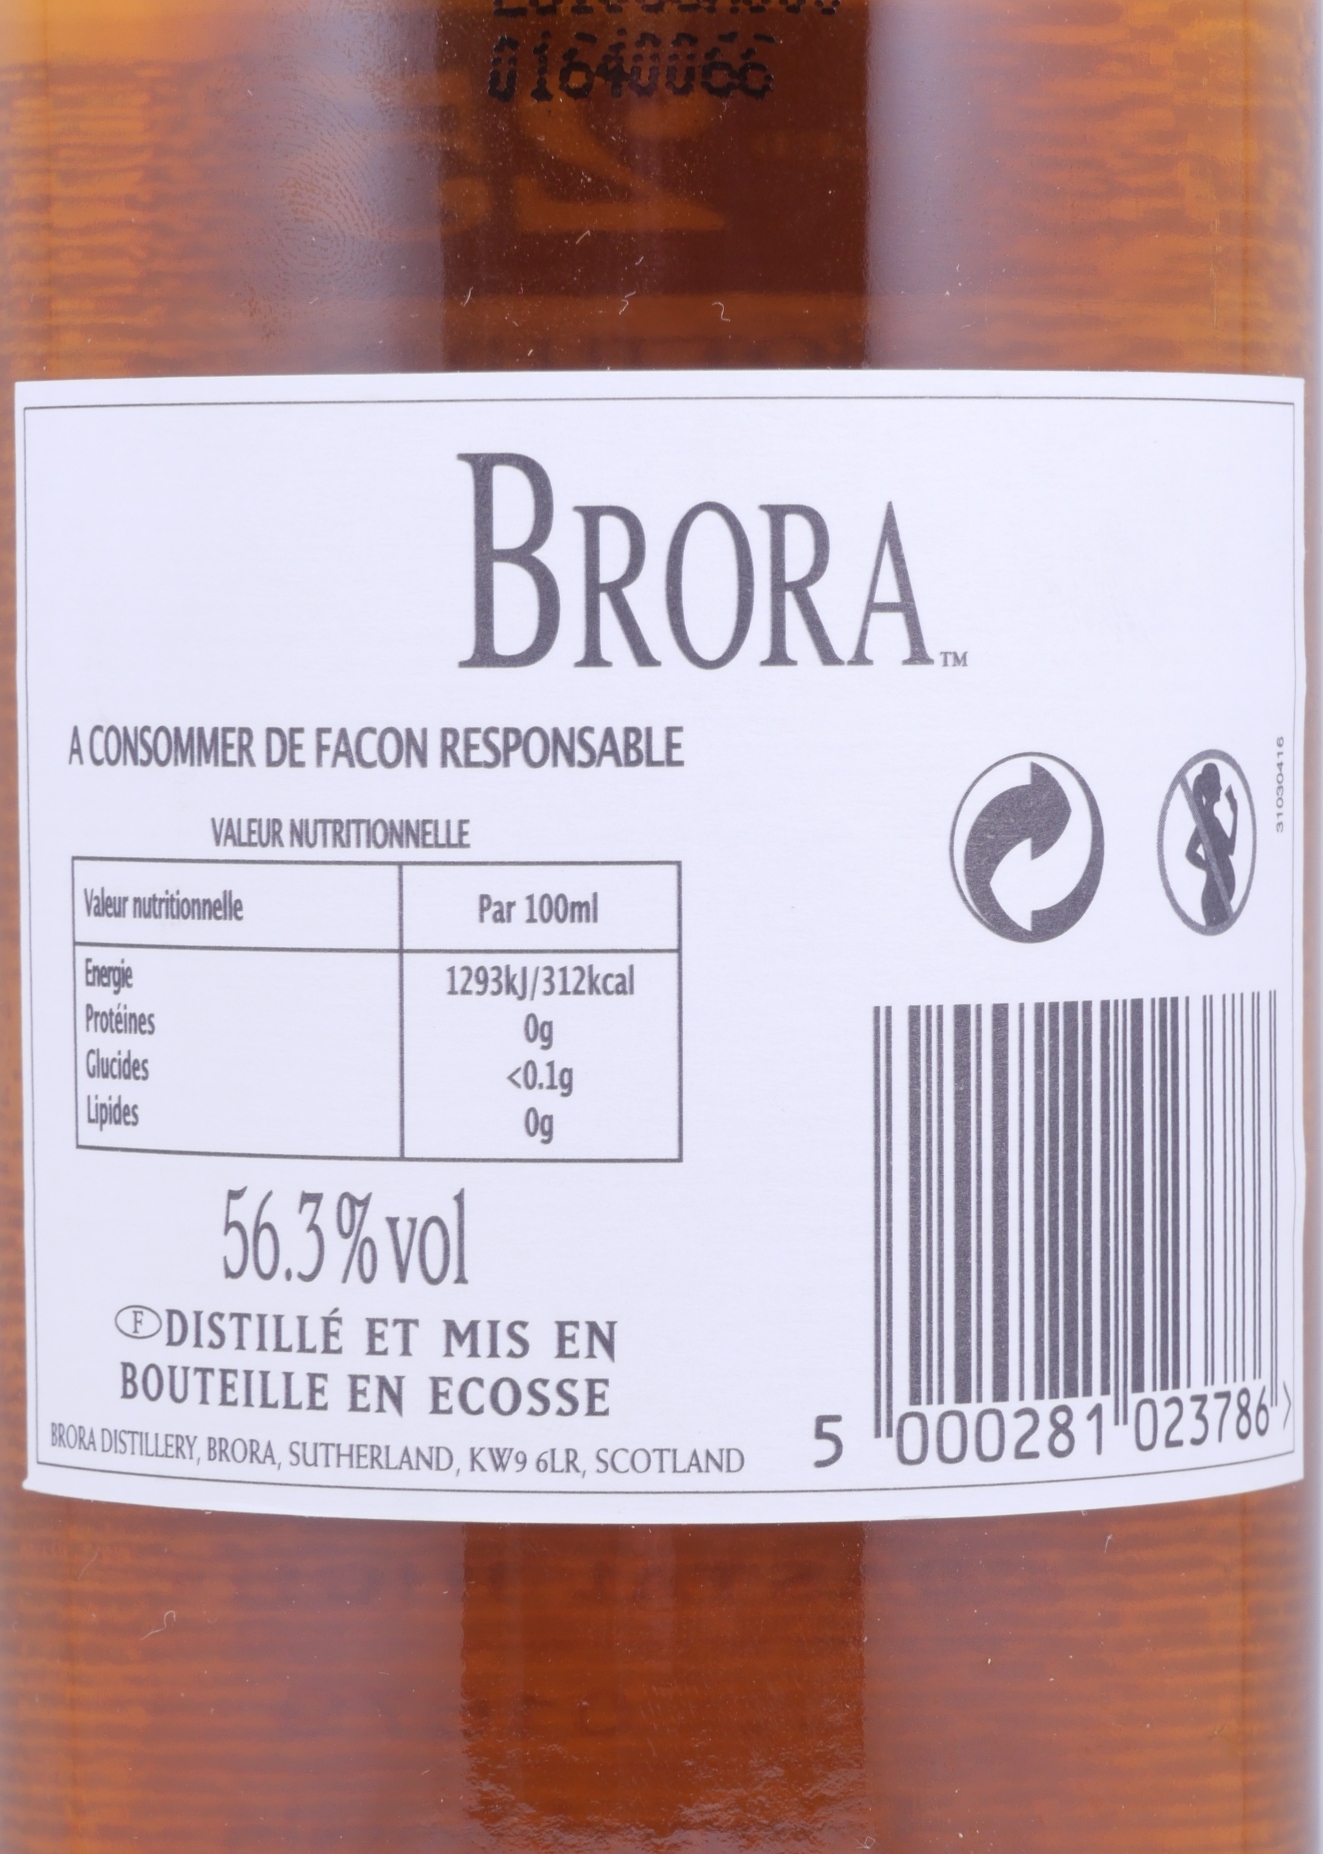 01640066
BRORA™
A CONSOMMER DE FACON RESPONSABLE
VALEUR NUTRITIONNELLE
Valeur nutritionnelle Par 100ml
Energie 1293kJ/312kcal
Protéines 0g
Glucides <0.1g
Lipides 0g
56.3%vol
F DISTILLÉ ET MIS EN
BOUTEILLE EN ECOSSE
BRORA DISTILLERY, BRORA, SUTHERLAND, KW9 6LR, SCOTLAND
31030416
5 000281 023786 >